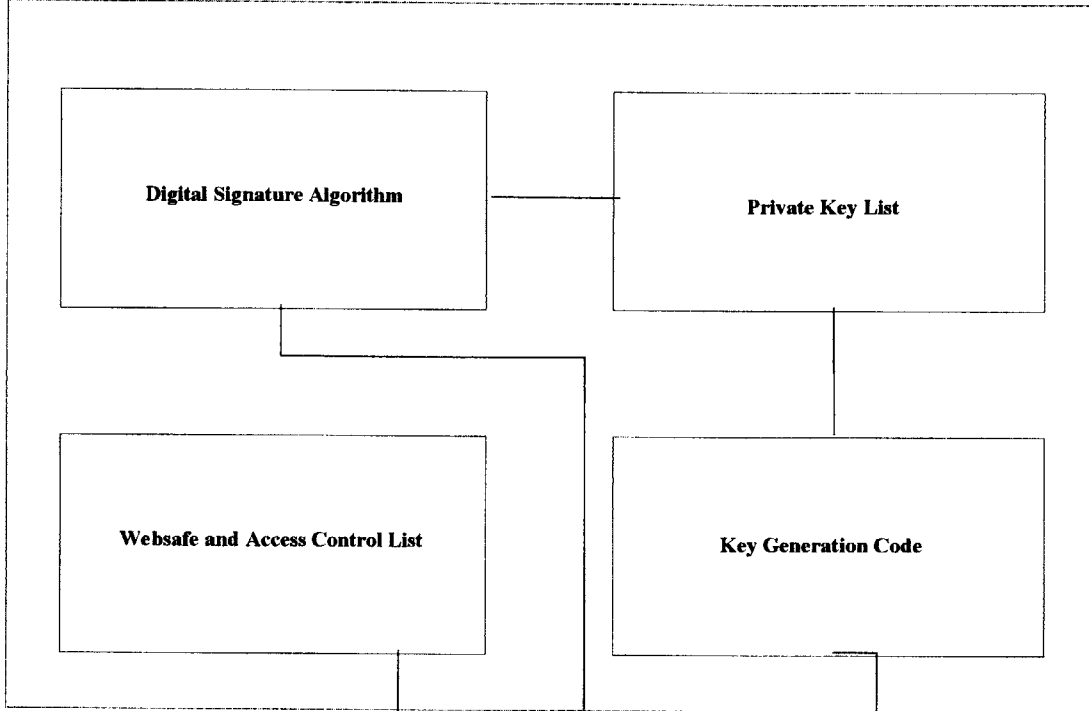 Digital Signature Algorithm
Private Key List
Websafe and Access Control List
Key Generation Code